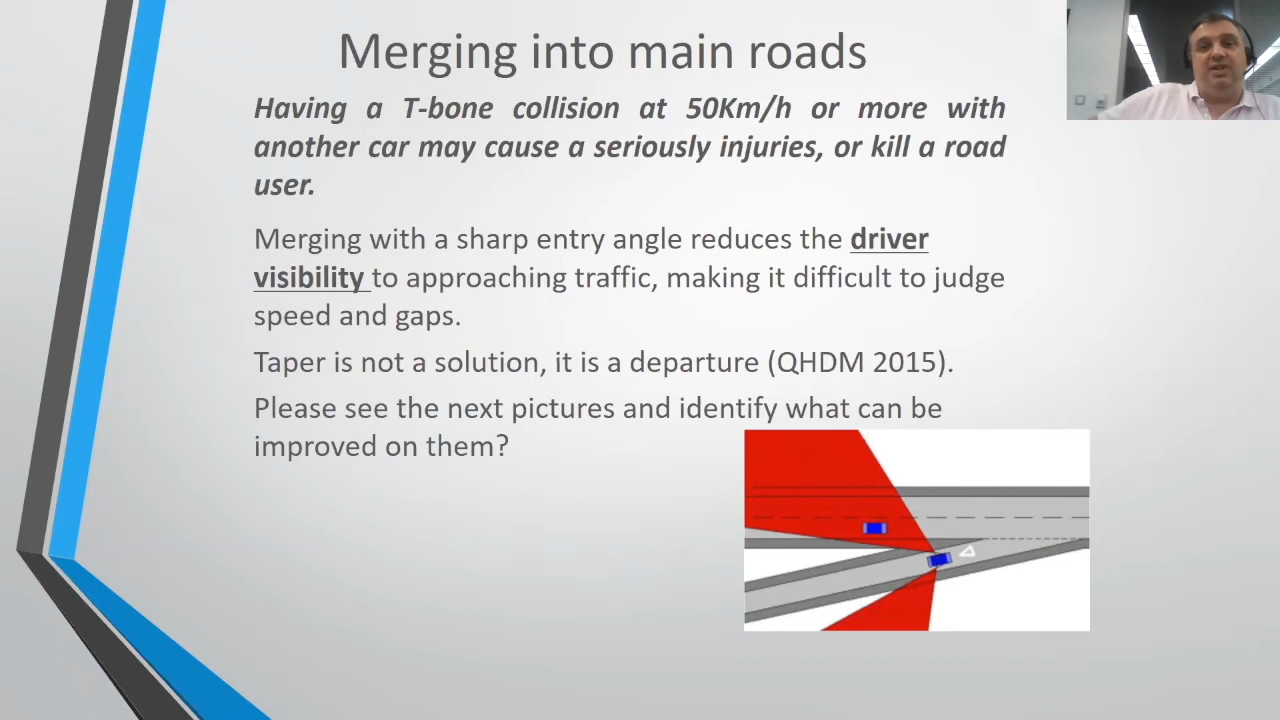 Merging into main roads
Having a T-bone collision at 50Km/h or more with
another car may cause a seriously injuries, or kill a road
user.
Merging with a sharp entry angle reduces the driver
visibility to approaching traffic, making it difficult to judge
speed and gaps.
Taper is not a solution, it is a departure (QHDM 2015).
Please see the next pictures and identify what can be
improved on them?